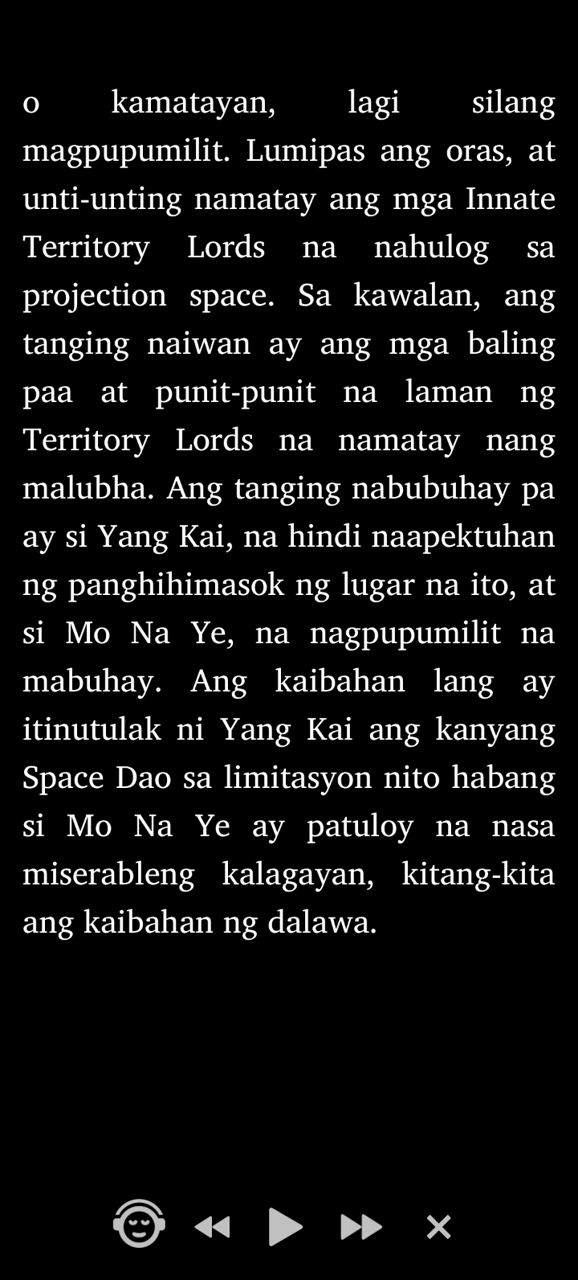 o kamatayan, lagi silang
magpupumilit. Lumipas ang oras, at
unti-unting namatay ang mga Innate
Territory Lords na nahulog sa
projection space. Sa kawalan, ang
tanging naiwan ay ang mga baling
paa at punit-punit na laman ng
Territory Lords na namatay nang
malubha. Ang tanging nabubuhay pa
ay si Yang Kai, na hindi naapektuhan
ng panghihimasok ng lugar na ito, at
si Mo Na Ye, na nagpupumilit na
mabuhay. Ang kaibahan lang ay
itinutulak ni Yang Kai ang kanyang
Space Dao sa limitasyon nito habang
si Mo Na Ye ay patuloy na nasa
miserableng kalagayan, kitang-kita
ang kaibahan ng dalawa.